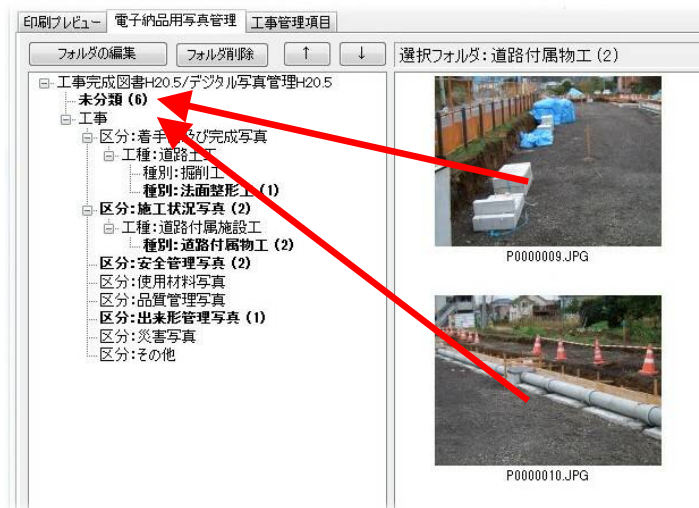 印刷プレビュー 電子納品用写真管理 工事管理項目
フォルダの編集 フォルダ削除 ↑ ↓ 選択フォルダ:道路付属物工(2)
工事完成図書H20.5/デジタル写真管理H20.5
未分類(6)
工事
区分:着手 及び完成写真
工種:道路土工
種別:掘削工
種別:法面整形工(1)
区分:施工状況写真(2)
工種:道路付属施設工
種別:道路付属物工(2)
区分:安全管理写真(2)
区分:使用材料写真
区分:品質管理写真
区分:出来形管理写真(1)
区分:災害写真
区分:その他
P0000009.JPG
P0000010.JPG